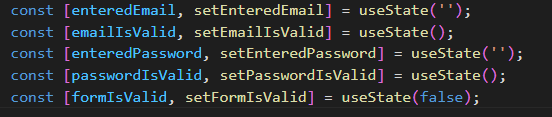 const [enteredEmail, setEnteredEmail] = useState('');
const [emailIsValid, setEmailIsValid] = useState();
const [enteredPassword, setEnteredPassword] = useState('');
const [passwordIsValid, setPasswordIsValid] = useState();
const [formIsValid, setFormIsValid] = useState(false);